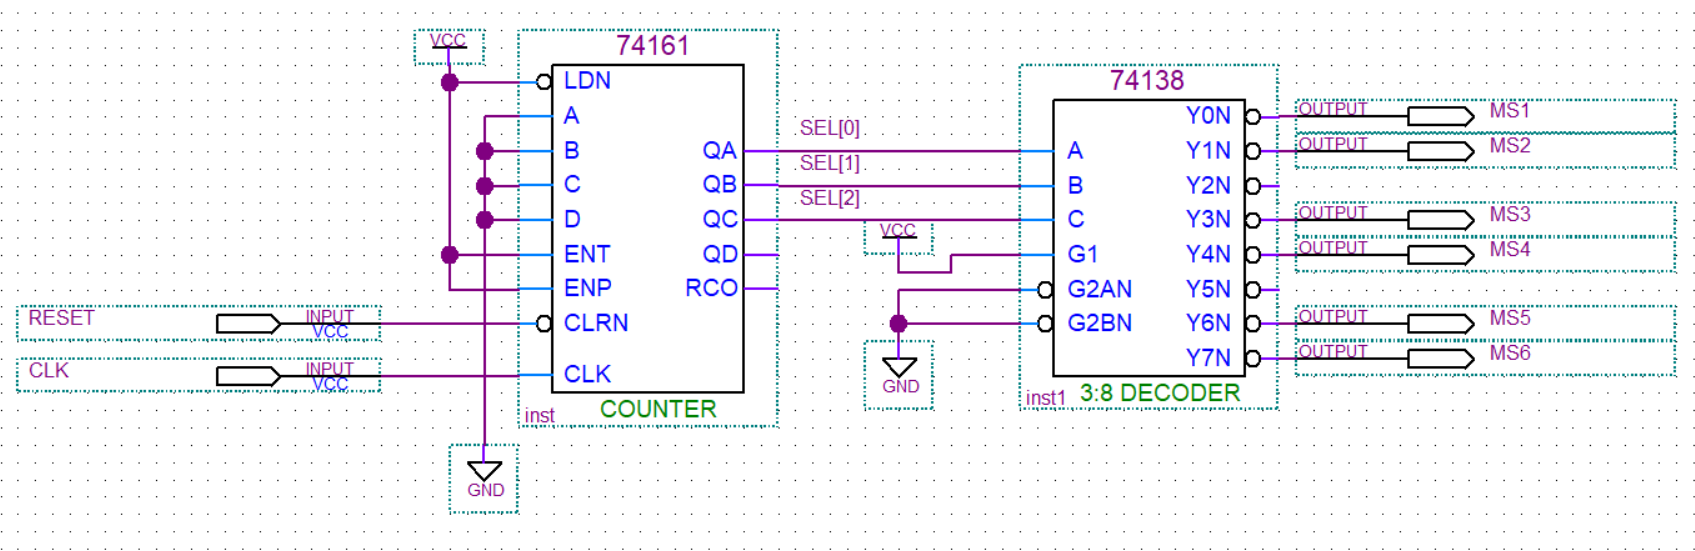 VCC
74161
LDN
A
B
C
D
ENT
ENP
CLRN
CLK
QA
QB
QC
QD
RCO
inst
COUNTER
RESET
INPUT
VCC
CLK
INPUT
VCC
GND
SEL[0]
SEL[1]
SEL[2]
VCC
GND
74138
A
B
C
G1
G2AN
G2BN
Y0N
Y1N
Y2N
Y3N
Y4N
Y5N
Y6N
Y7N
inst1
3:8 DECODER
OUTPUT
MS1
OUTPUT
MS2
OUTPUT
MS3
OUTPUT
MS4
OUTPUT
MS5
OUTPUT
MS6